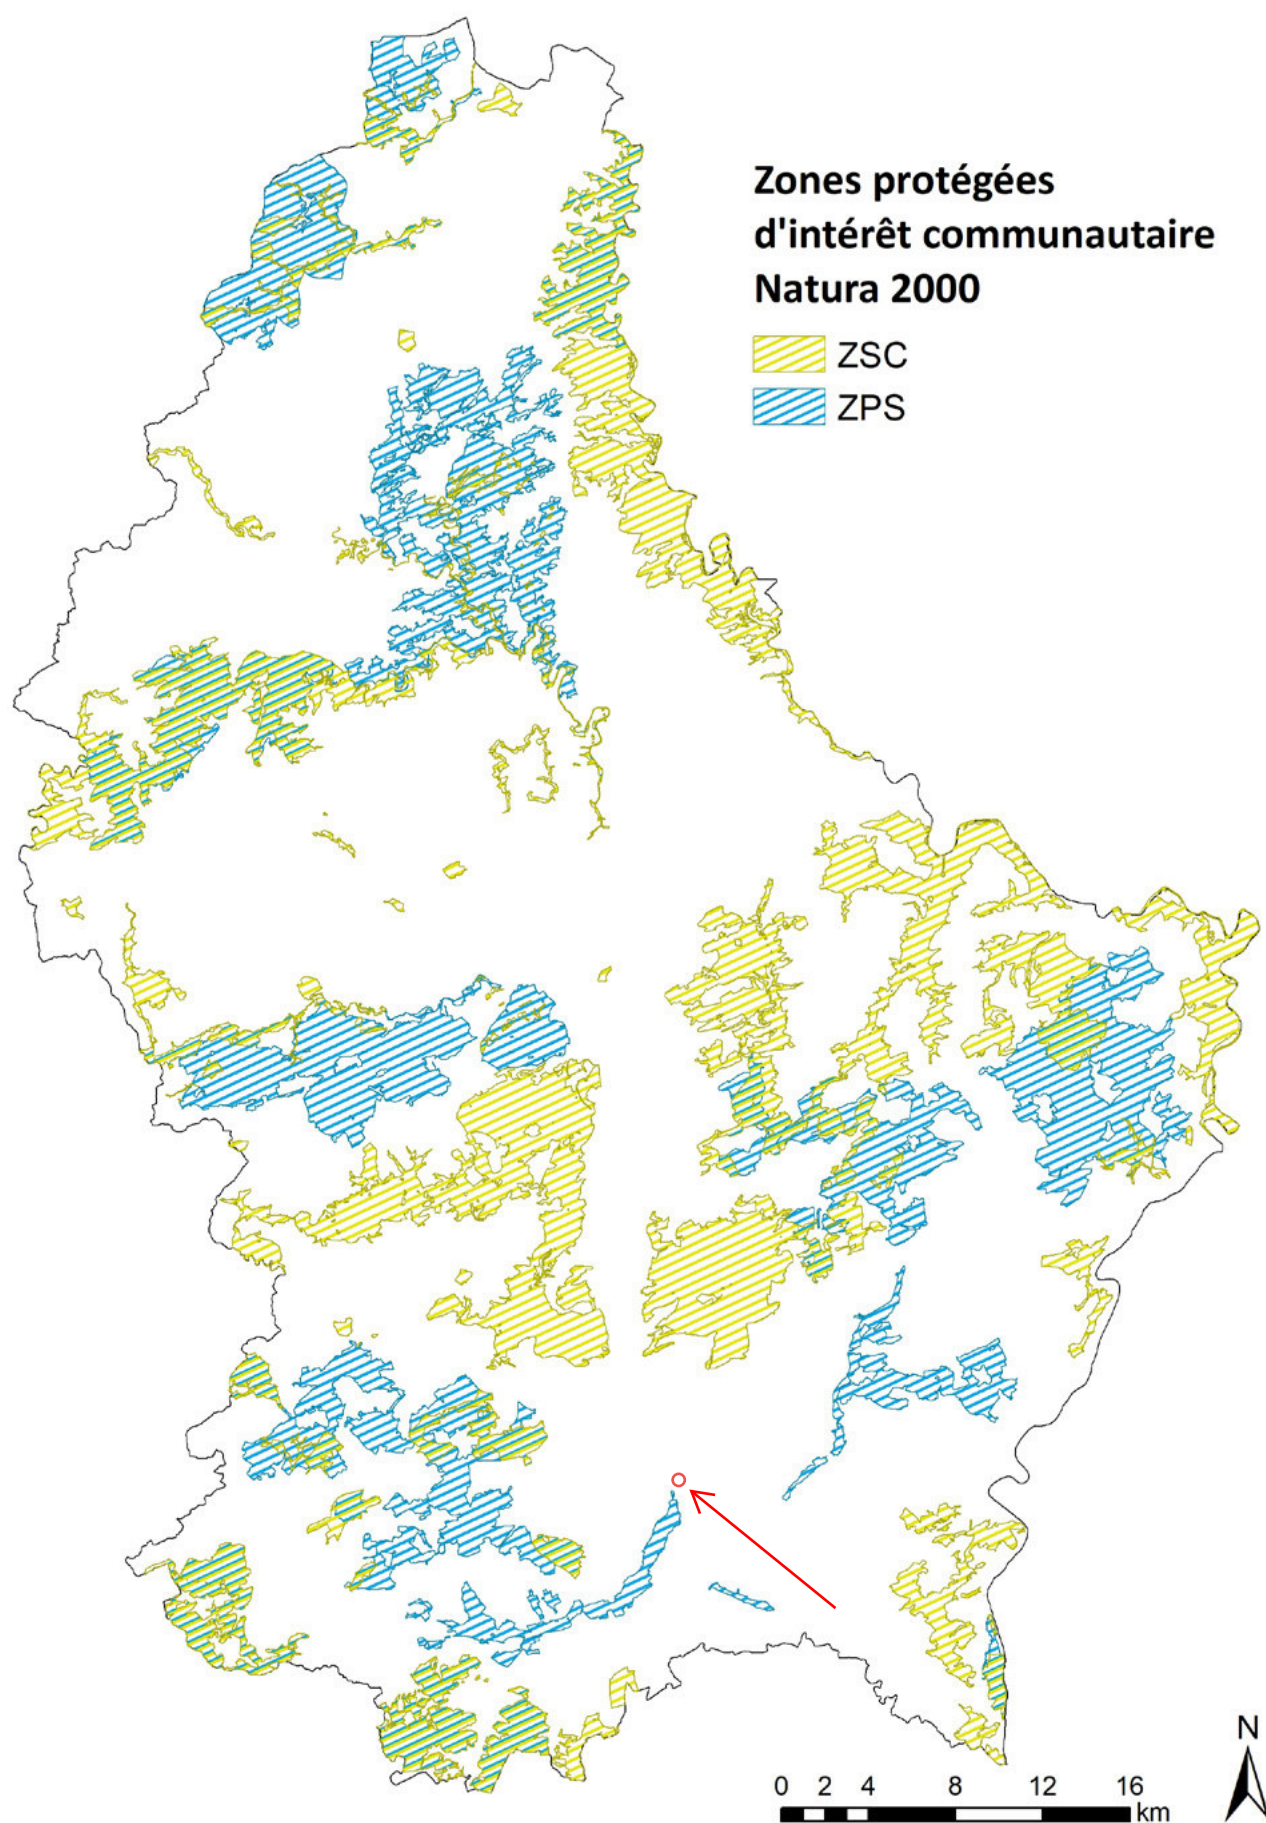 Zones protégées
d'intérêt communautaire
Natura 2000
ZSC
ZPS
N
0 2 4 8 12 16
km